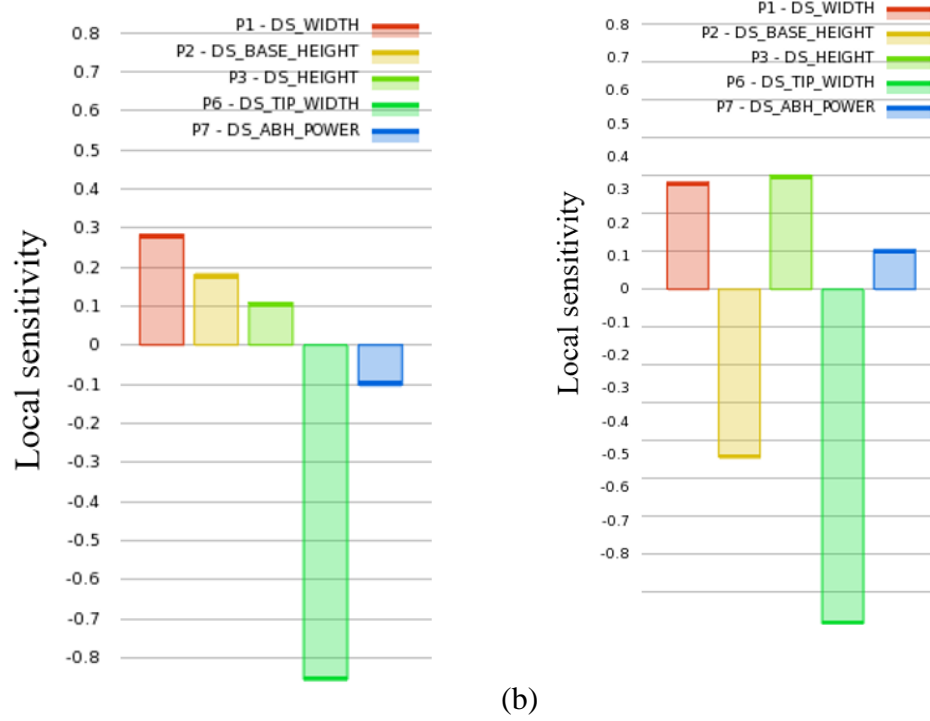 P1 - DS_WIDTH
P2 - DS_BASE_HEIGHT
P3 - DS_HEIGHT
P6 - DS_TIP_WIDTH
P7 - DS_ABH_POWER
0.8
0.7
0.6
0.5
0.4
0.3
0.2
0.1
0
-0.1
-0.2
-0.3
-0.4
-0.5
-0.6
-0.7
-0.8
Local sensitivity
P1 - DS_WIDTH
P2 - DS_BASE_HEIGHT
P3 - DS_HEIGHT
P6 - DS_TIP_WIDTH
P7 - DS_ABH_POWER
0.8
0.7
0.6
0.5
0.4
0.3
0.2
0.1
0
-0.1
-0.2
-0.3
-0.4
-0.5
-0.6
-0.7
-0.8
Local sensitivity
(b)